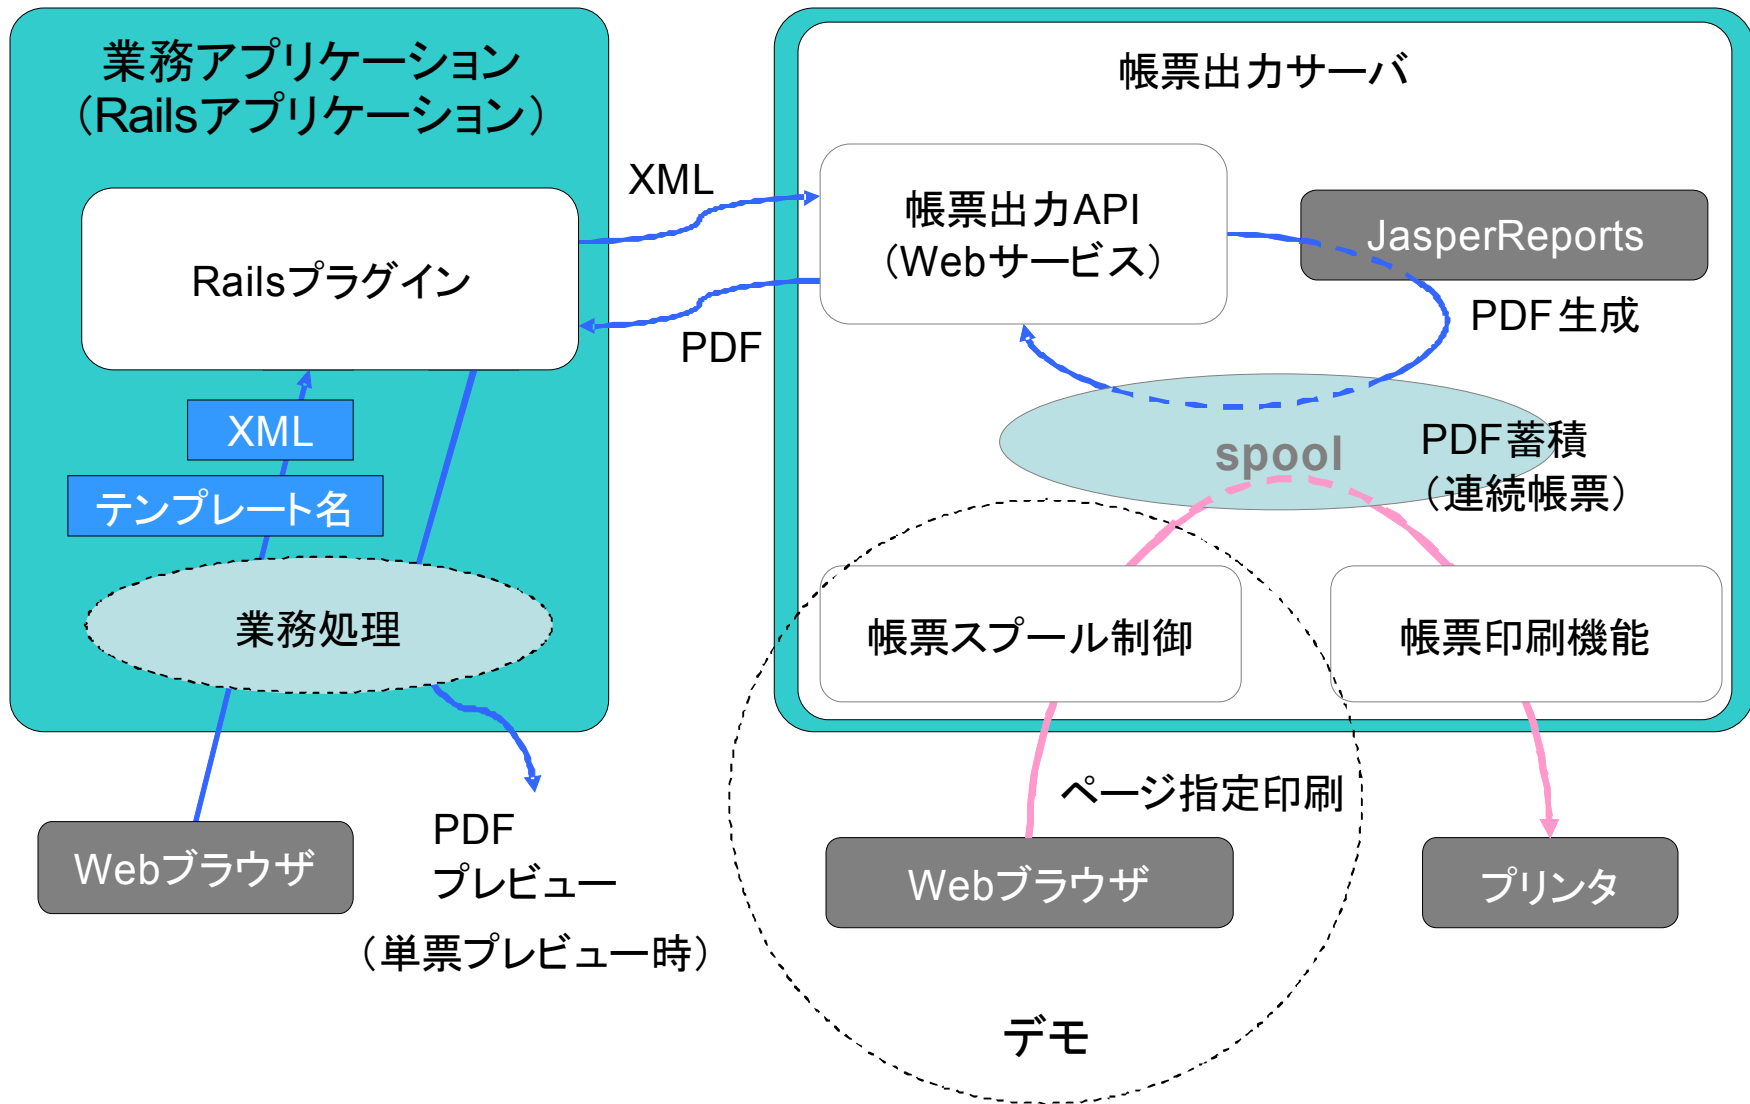 業務アプリケーション
（Railsアプリケーション）
Railsプラグイン
XML
テンプレート名
業務処理
Webブラウザ
PDF
プレビュー
（単票プレビュー時）
XML
PDF
帳票出力サーバ
帳票出力API
（Webサービス）
JasperReports
PDF生成
spool
PDF蓄積
（連続帳票）
帳票スプール制御
帳票印刷機能
ページ指定印刷
Webブラウザ
プリンタ
デモ